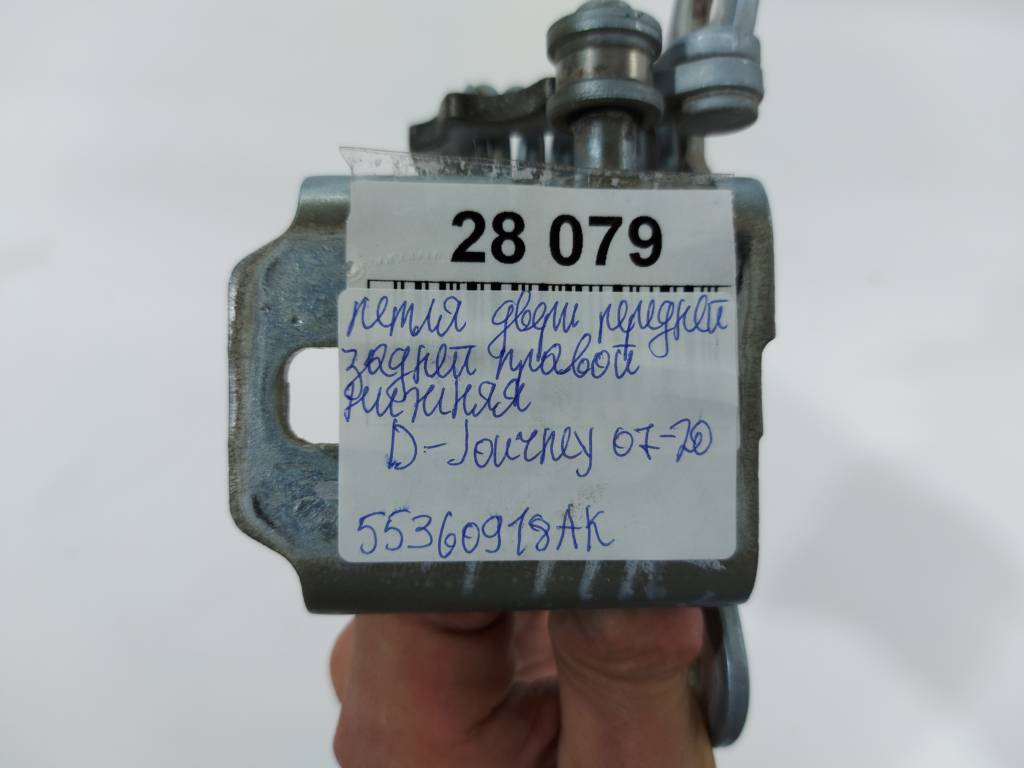 28 079
петля двери передней
задней правой
нижняя
D-Journey 07-20
55360918AK